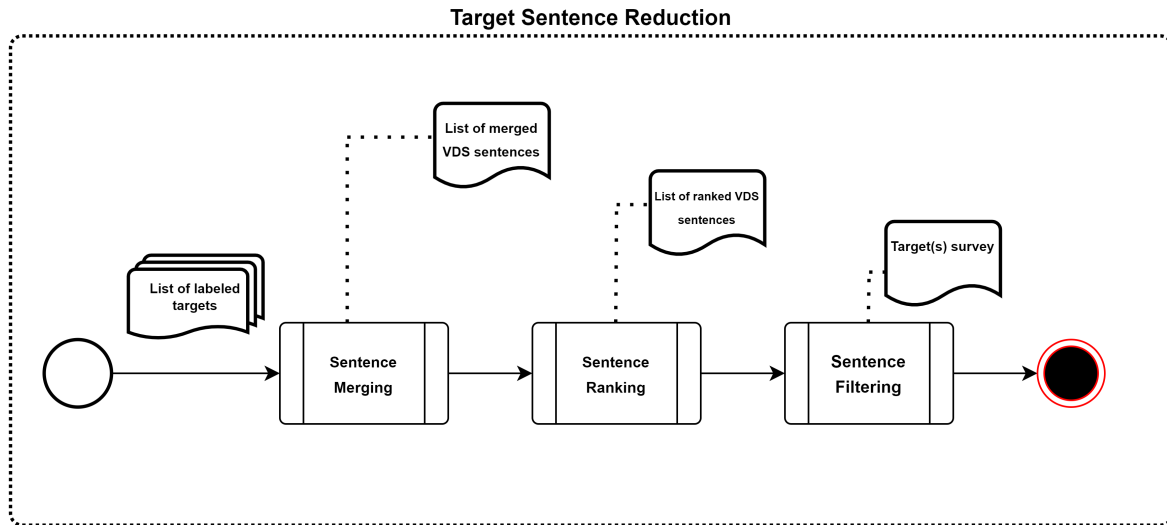 Target Sentence Reduction
List of merged
VDS sentences
List of ranked VDS
sentences
Target(s) survey
List of labeled
targets
Sentence
Merging
Sentence
Ranking
Sentence
Filtering